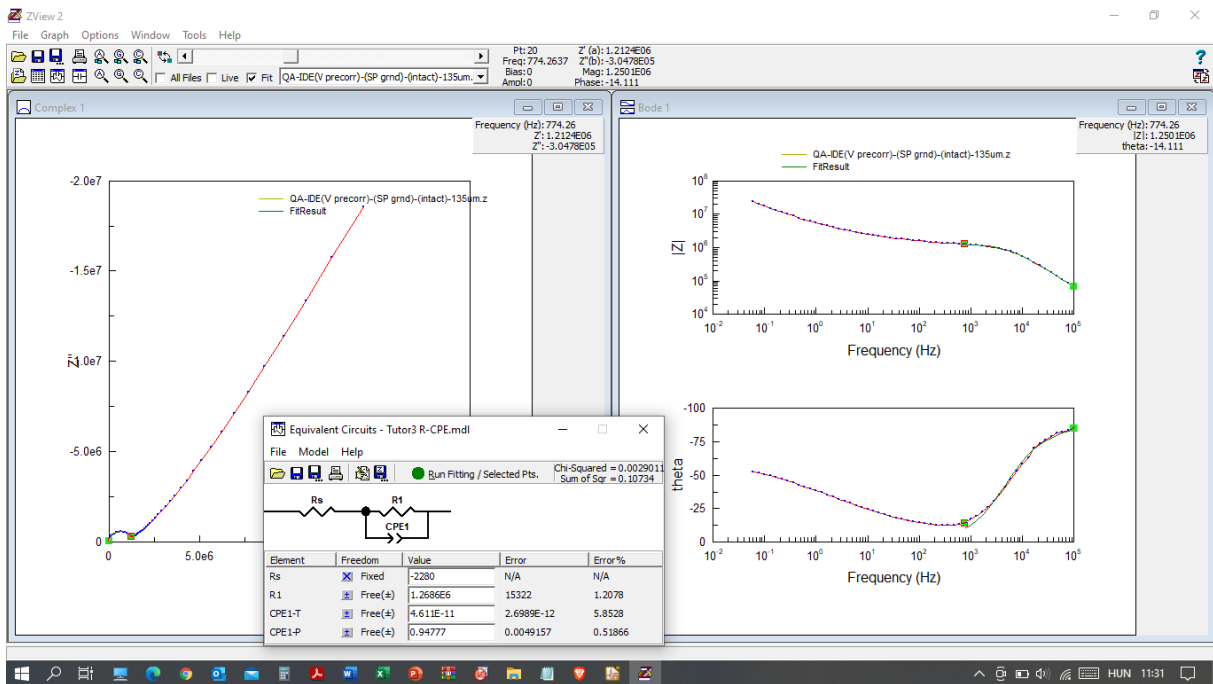 ZView 2
File Graph Options Window Tools Help
All Files Live Fit QA-IDE(V precorr)-(SP grnd)-(intact)-135um.
Pt: 20 Z' (a): 1.2124E06
Freq: 774.2637 Z"(b): -3.0478E05
Bias: 0 Mag: 1.2501E06
Ampl: 0 Phase: -14.111
Complex 1
Frequency (Hz): 774.26
Z': 1.2124E06
Z": -3.0478E05
QA-IDE(V precorr)-(SP grnd)-(intact)-135um.z
FitResult
-2.0e7
-1.5e7
-1.0e7
-5.0e6
0
Z"
0 5.0e6
Bode 1
Frequency (Hz): 774.26
|Z|: 1.2501E06
theta: -14.111
QA-IDE(V precorr)-(SP grnd)-(intact)-135um.z
FitResult
10^8
10^7
10^6
10^5
10^4
|Z|
10^-2 10^-1 10^0 10^1 10^2 10^3 10^4 10^5
Frequency (Hz)
-100
-75
-50
-25
0
theta
10^-2 10^-1 10^0 10^1 10^2 10^3 10^4 10^5
Frequency (Hz)
Equivalent Circuits - Tutor3 R-CPE.mdl
File Model Help
Run Fitting / Selected Pts. Chi-Squared = 0.0029011
Sum of Sqr = 0.10734
Rs R1
CPE1
Element Freedom Value Error Error%
Rs Fixed -2280 N/A N/A
R1 Free(±) 1.2686E6 15322 1.2078
CPE1-T Free(±) 4.611E-11 2.6989E-12 5.8528
CPE1-P Free(±) 0.94777 0.0049157 0.51866
HUN 11:31